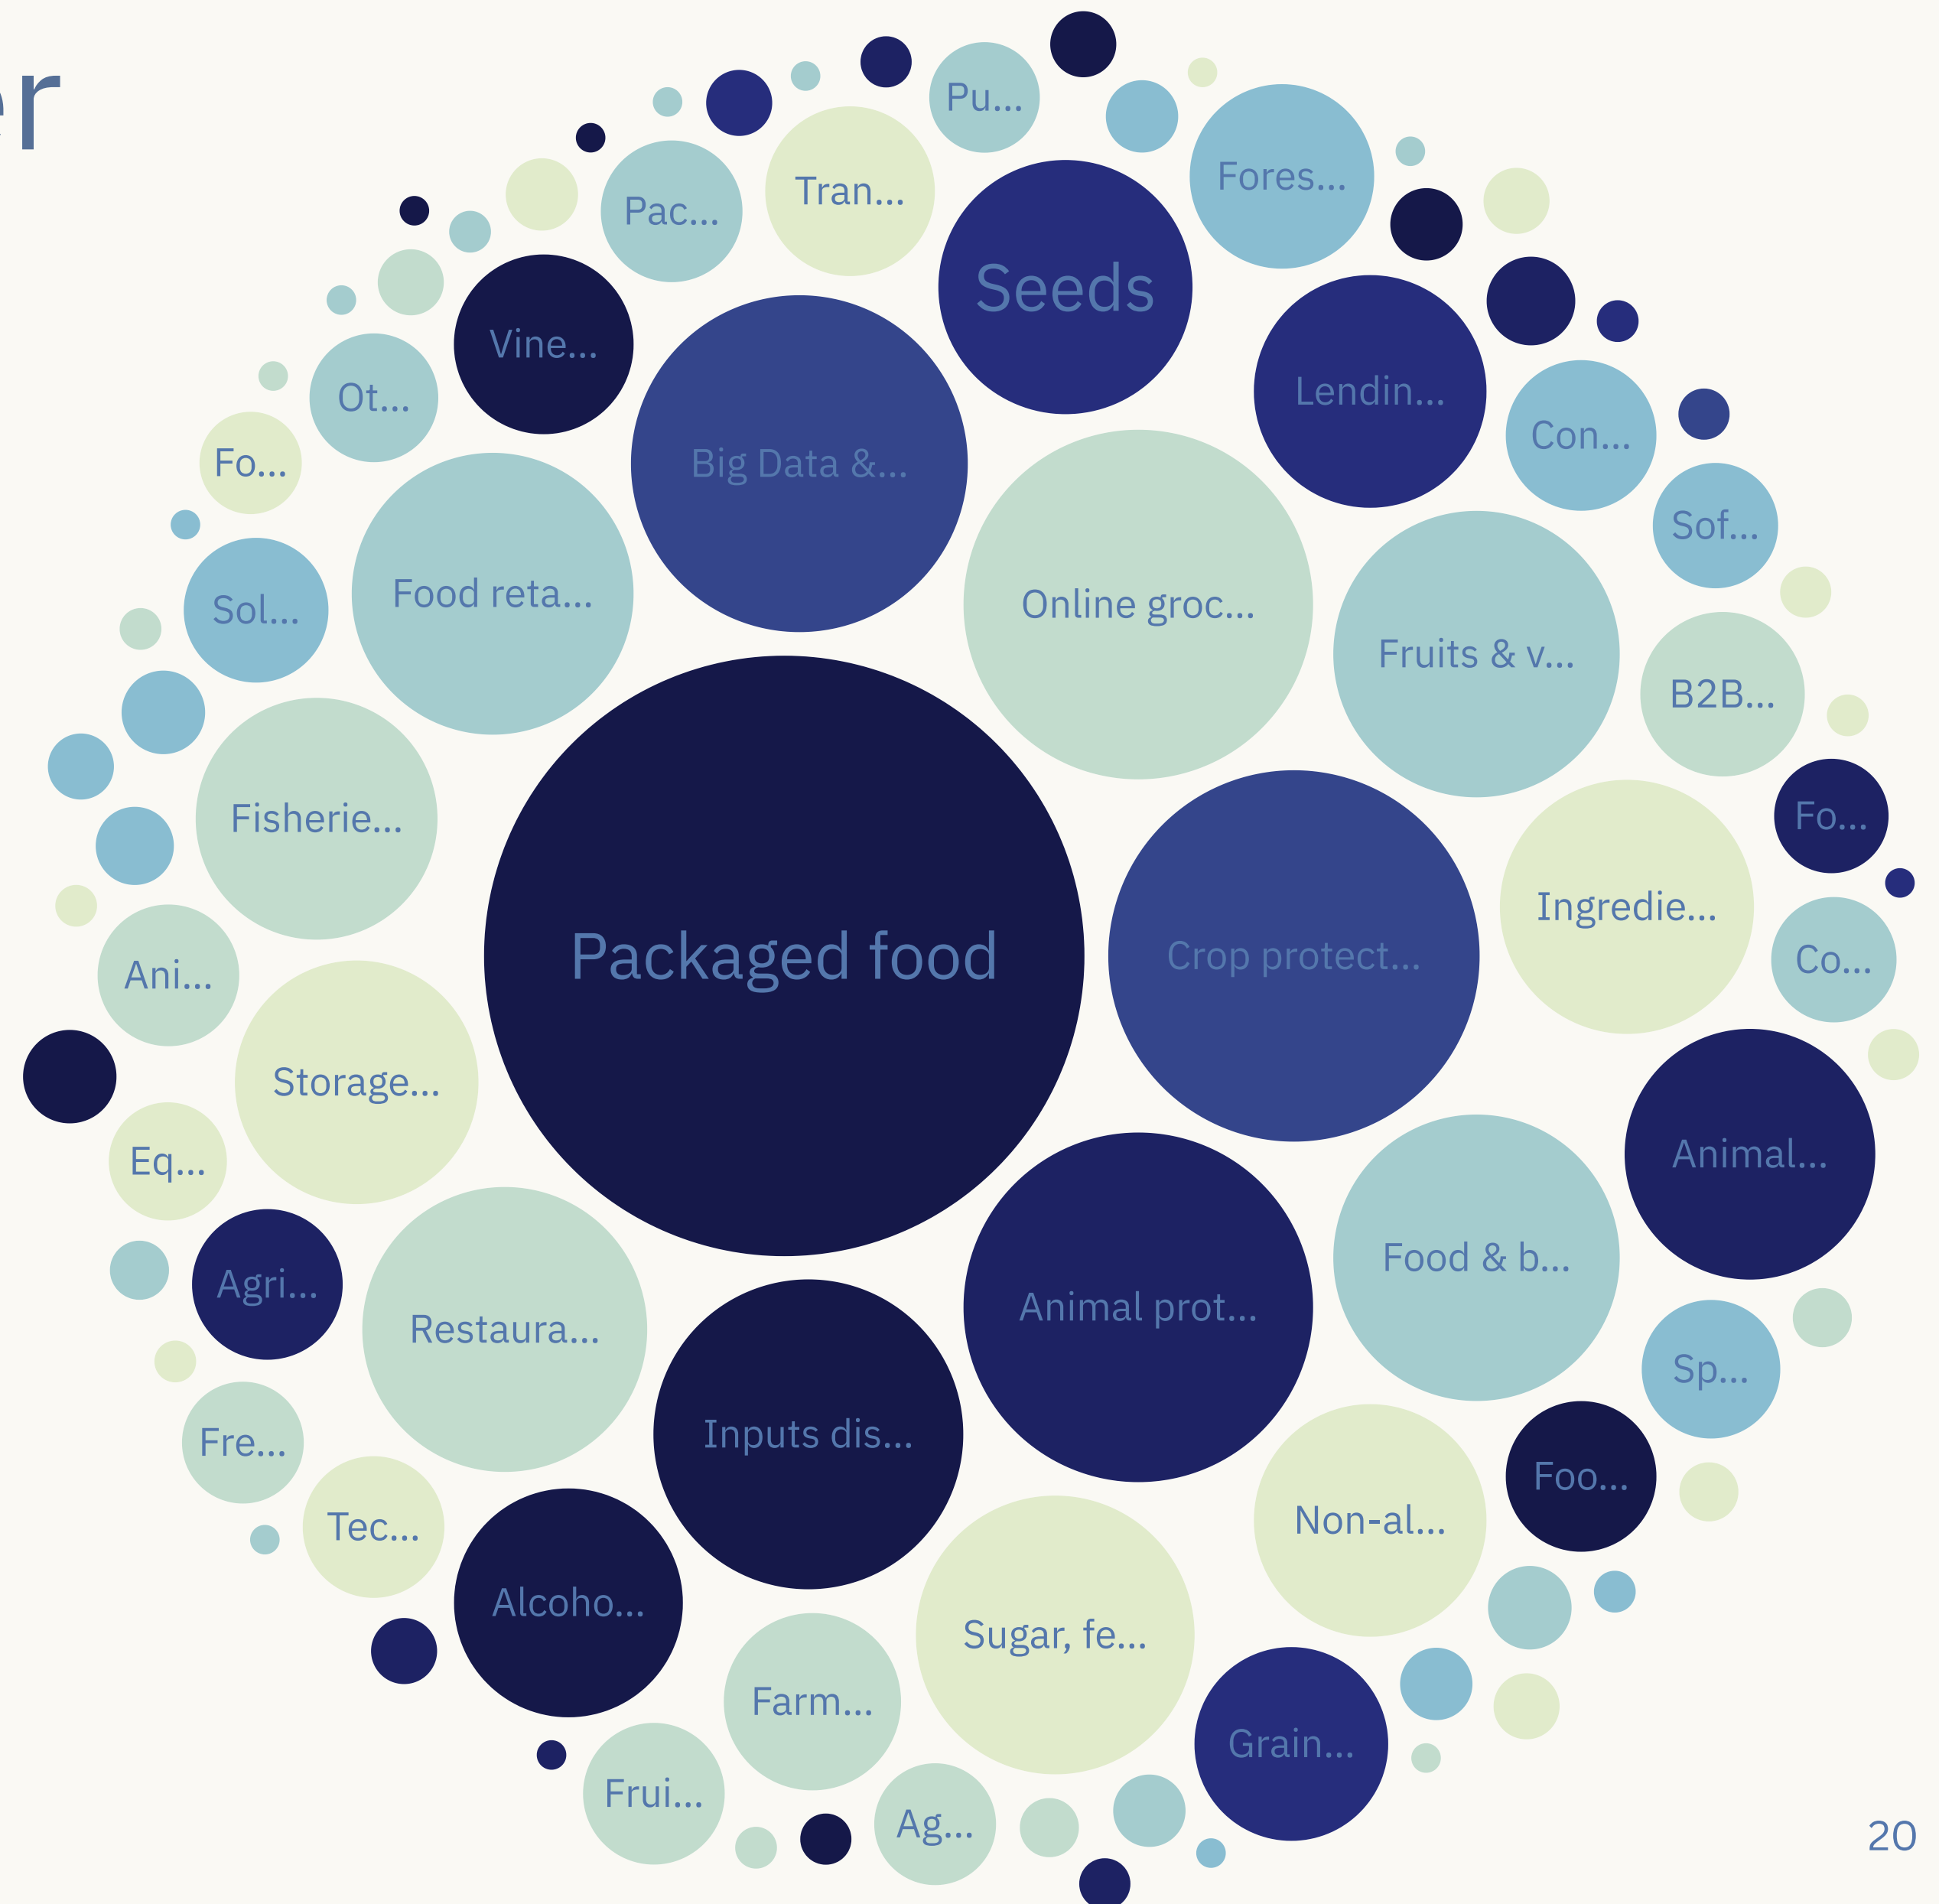 er
Pu...
Tran...
Fores...
Pac...
Seeds
Vine...
Lendin...
Ot...
Con...
Fo...
Big Data &...
Sof...
Food reta...
Online groc...
Sol...
Fruits & v...
B2B...
Fisherie...
Fo...
Ingredie...
Packaged food
Crop protect...
Co...
Ani...
Storage...
Animal...
Eq...
Food & b...
Agri...
Animal prot...
Restaura...
Sp...
Inputs dis...
Fre...
Foo...
Non-al...
Tec...
Alcoho...
Sugar, fe...
Farm...
Grain...
Frui...
Ag...
20